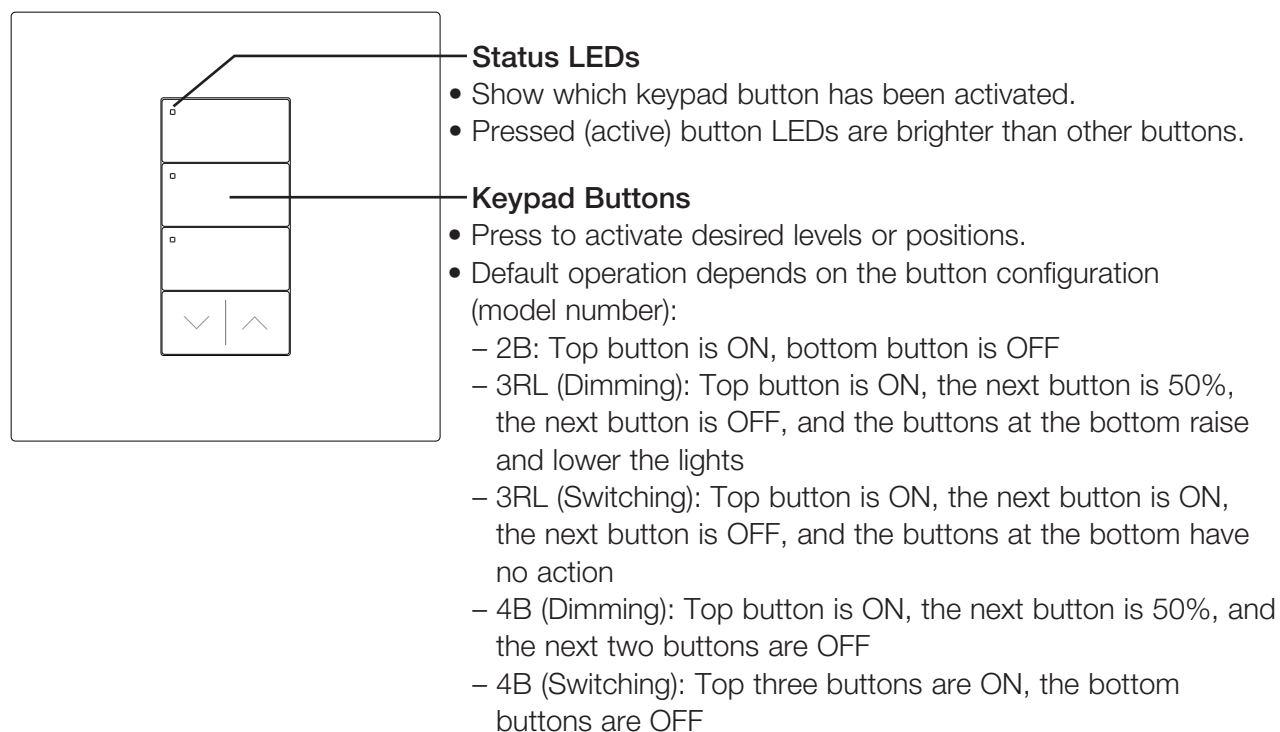 Status LEDs
• Show which keypad button has been activated.
• Pressed (active) button LEDs are brighter than other buttons.
Keypad Buttons
• Press to activate desired levels or positions.
• Default operation depends on the button configuration
(model number):
– 2B: Top button is ON, bottom button is OFF
– 3RL (Dimming): Top button is ON, the next button is 50%,
the next button is OFF, and the buttons at the bottom raise
and lower the lights
– 3RL (Switching): Top button is ON, the next button is ON,
the next button is OFF, and the buttons at the bottom have
no action
– 4B (Dimming): Top button is ON, the next button is 50%, and
the next two buttons are OFF
– 4B (Switching): Top three buttons are ON, the bottom
buttons are OFF